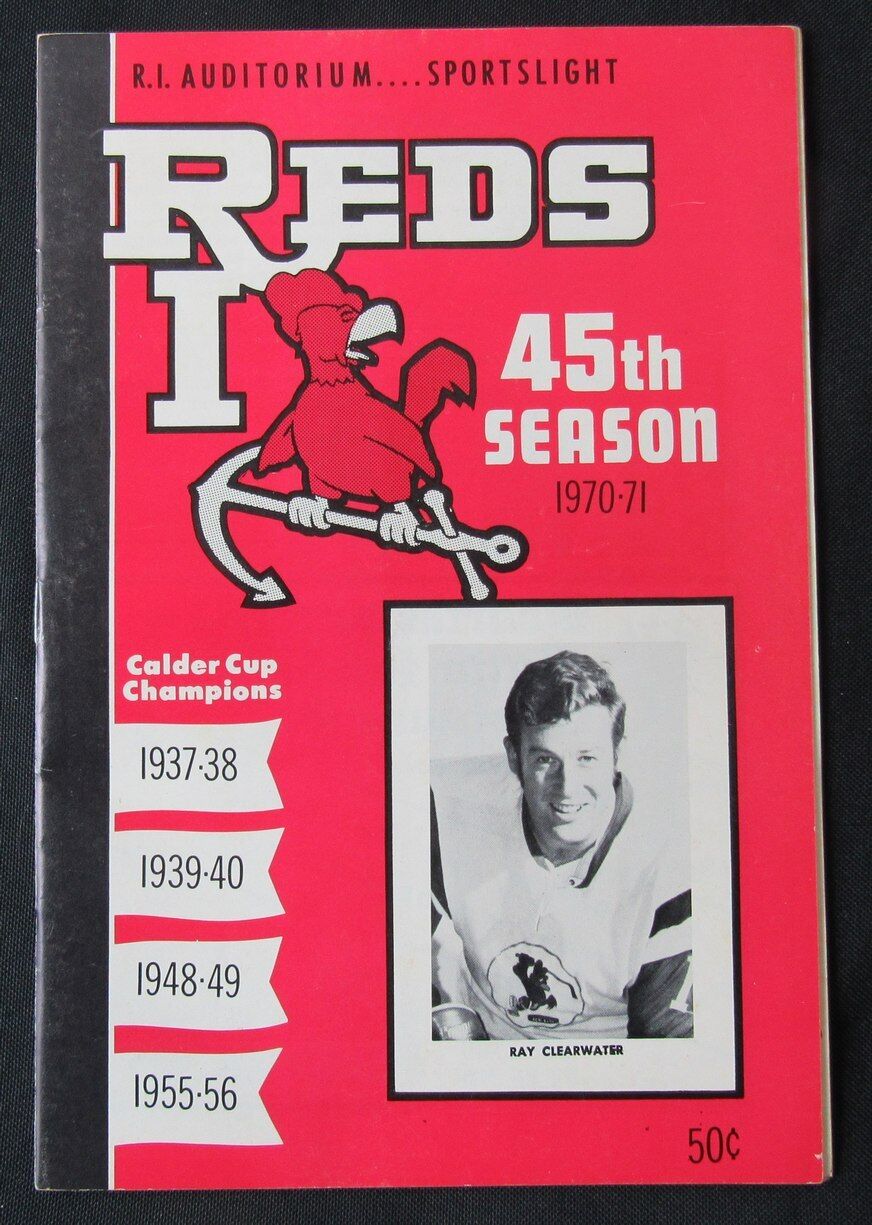 R.I. AUDITORIUM....SPORTSLIGHT
REDS
RI
45th
SEASON
1970·71
Calder Cup
Champions
1937·38
1939·40
1948·49
1955·56
RAY CLEARWATER
50¢